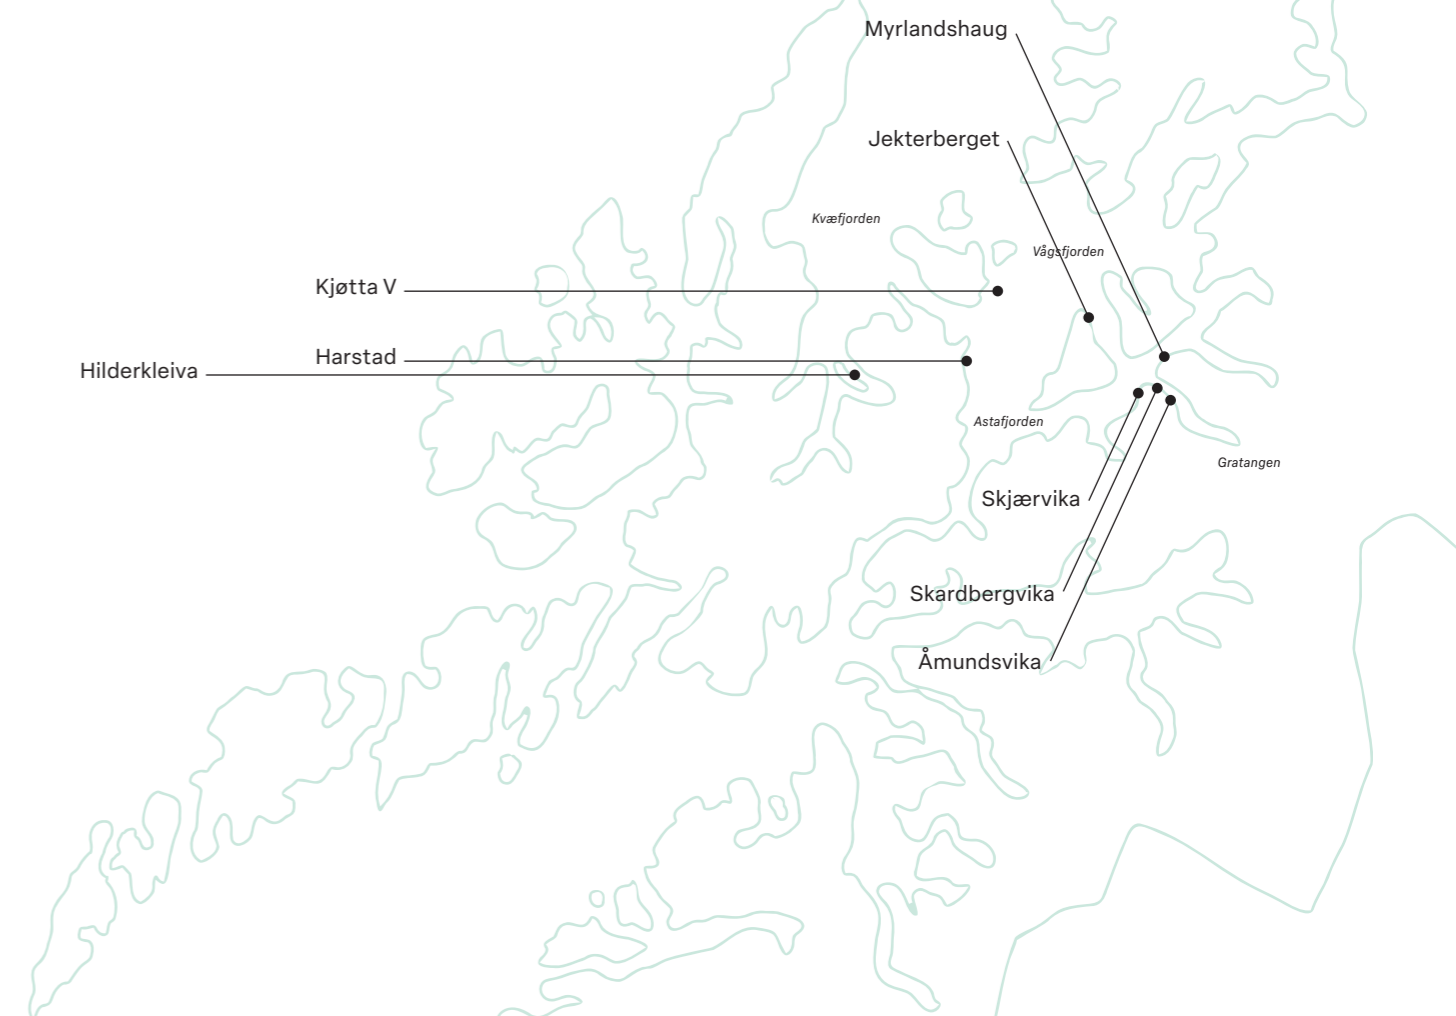 Myrlandshaug
Jekterberget
Kvæfjorden
Vågsfjorden
Kjøtta V
Harstad
Hilderkleiva
Astafjorden
Gratangen
Skjærvika
Skardbergvika
Åmundsvika